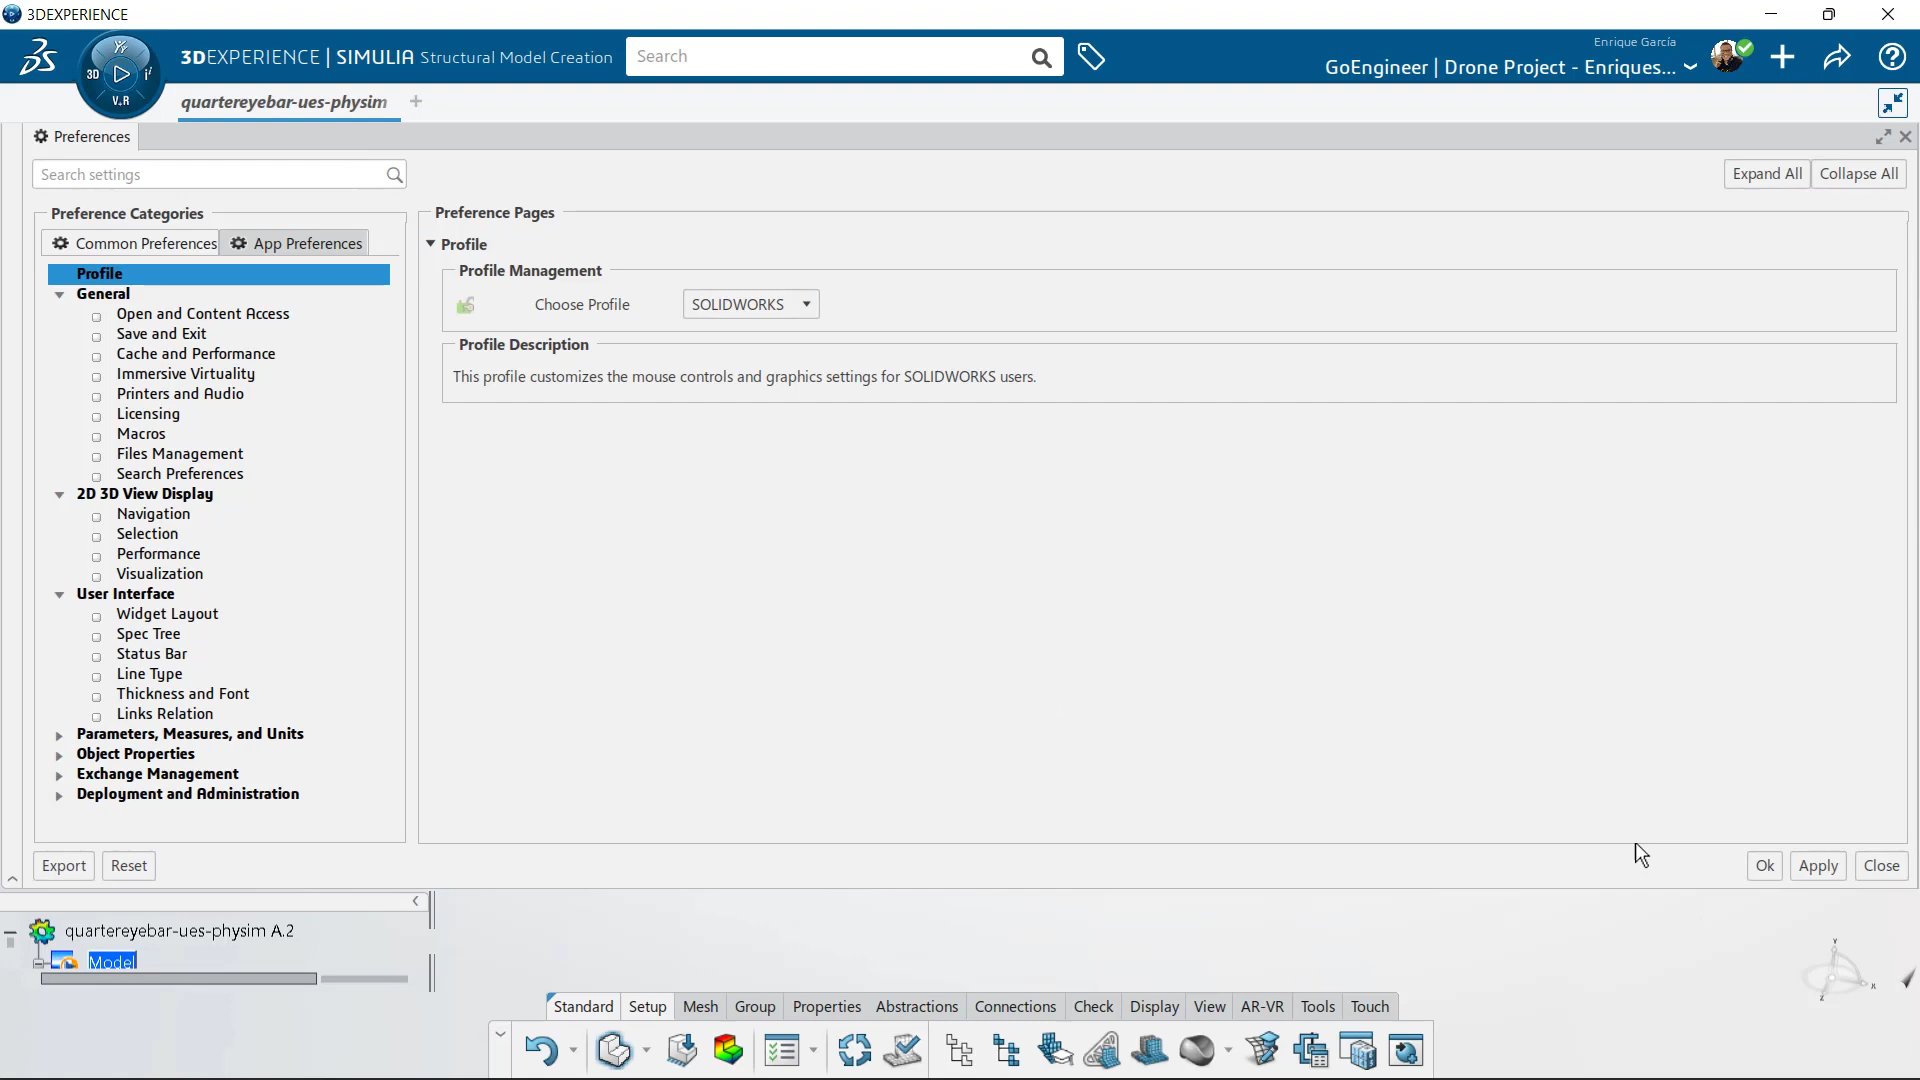 3DEXPERIENCE
3DEXPERIENCE | SIMULIA Structural Model Creation
Search
Enrique García
GoEngineer | Drone Project - Enriques...
3D
V.R
quartereyebar-ues-physim
Preferences
Search settings
Expand All
Collapse All
Preference Categories
Common Preferences
App Preferences
Profile
General
Open and Content Access
Save and Exit
Cache and Performance
Immersive Virtuality
Printers and Audio
Licensing
Macros
Files Management
Search Preferences
2D 3D View Display
Navigation
Selection
Performance
Visualization
User Interface
Widget Layout
Spec Tree
Status Bar
Line Type
Thickness and Font
Links Relation
Parameters, Measures, and Units
Object Properties
Exchange Management
Deployment and Administration
Preference Pages
Profile
Profile Management
Choose Profile
SOLIDWORKS
Profile Description
This profile customizes the mouse controls and graphics settings for SOLIDWORKS users.
Export
Reset
Ok
Apply
Close
quartereyebar-ues-physim A.2
Model
Standard
Setup
Mesh
Group
Properties
Abstractions
Connections
Check
Display
View
AR-VR
Tools
Touch